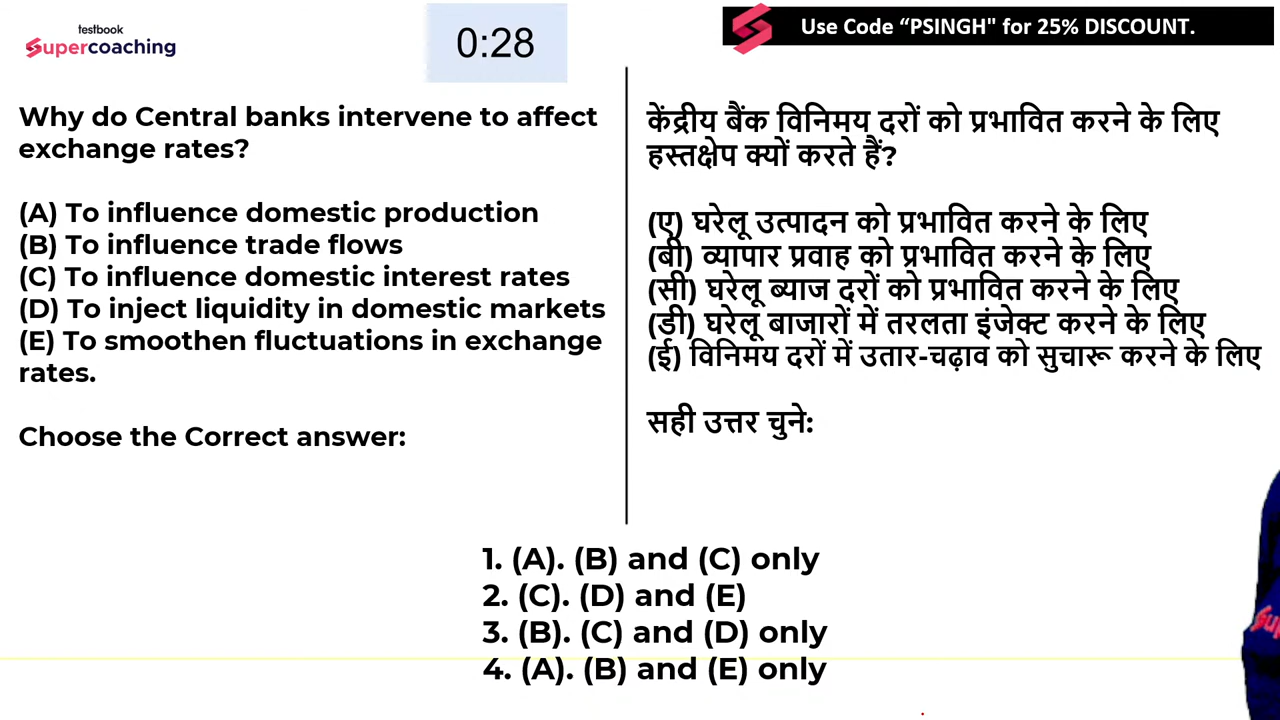 testbook
Supercoaching
0:28
Use Code “PSINGH" for 25% DISCOUNT.
Why do Central banks intervene to affect
exchange rates?
(A) To influence domestic production
(B) To influence trade flows
(C) To influence domestic interest rates
(D) To inject liquidity in domestic markets
(E) To smoothen fluctuations in exchange
rates.
Choose the Correct answer:
केंद्रीय बैंक विनिमय दरों को प्रभावित करने के लिए
हस्तक्षेप क्यों करते हैं?
(ए) घरेलू उत्पादन को प्रभावित करने के लिए
(बी) व्यापार प्रवाह को प्रभावित करने के लिए
(सी) घरेलू ब्याज दरों को प्रभावित करने के लिए
(डी) घरेलू बाजारों में तरलता इंजेक्ट करने के लिए
(ई) विनिमय दरों में उतार-चढ़ाव को सुचारू करने के लिए
सही उत्तर चुने:
1. (A). (B) and (C) only
2. (C). (D) and (E)
3. (B). (C) and (D) only
4. (A). (B) and (E) only